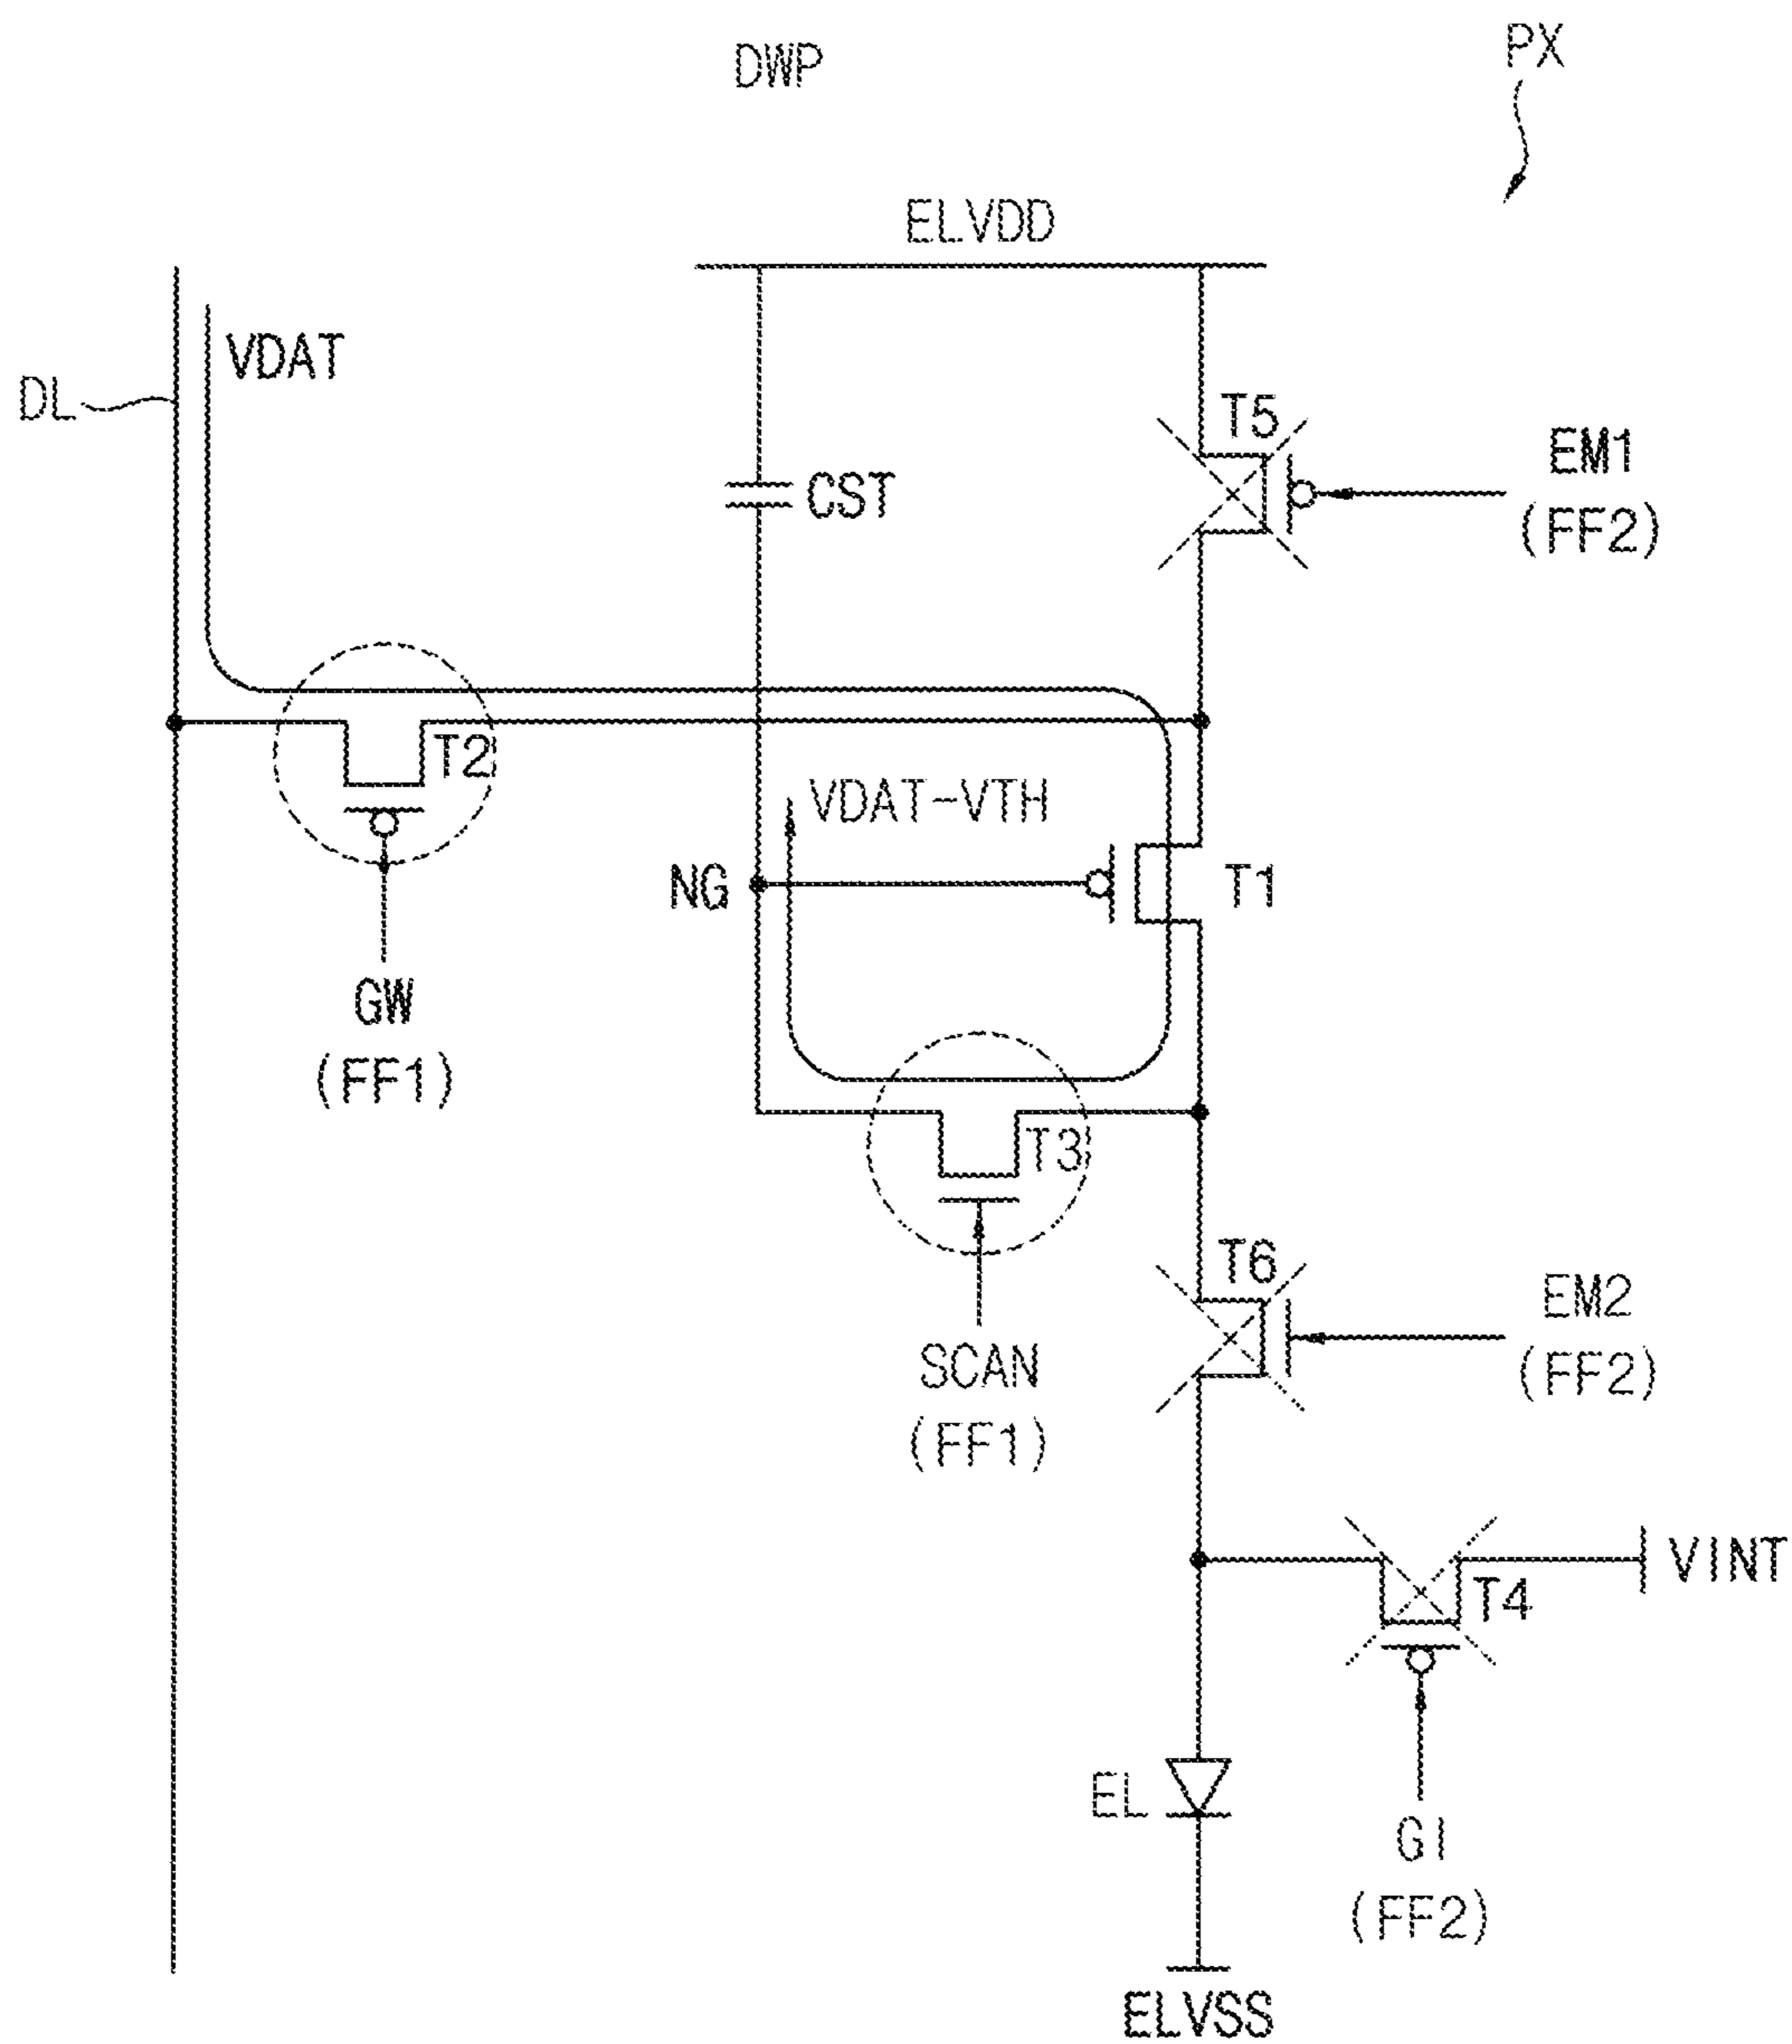 DWP
PX
ELVDD
VDAT
DL
T5
EM1
(FF2)
CST
T2
VDAT-VTH
NG
T1
GW
(FF1)
T3
T6
EM2
(FF2)
SCAN
(FF1)
VINT
T4
EL
GI
(FF2)
ELVSS